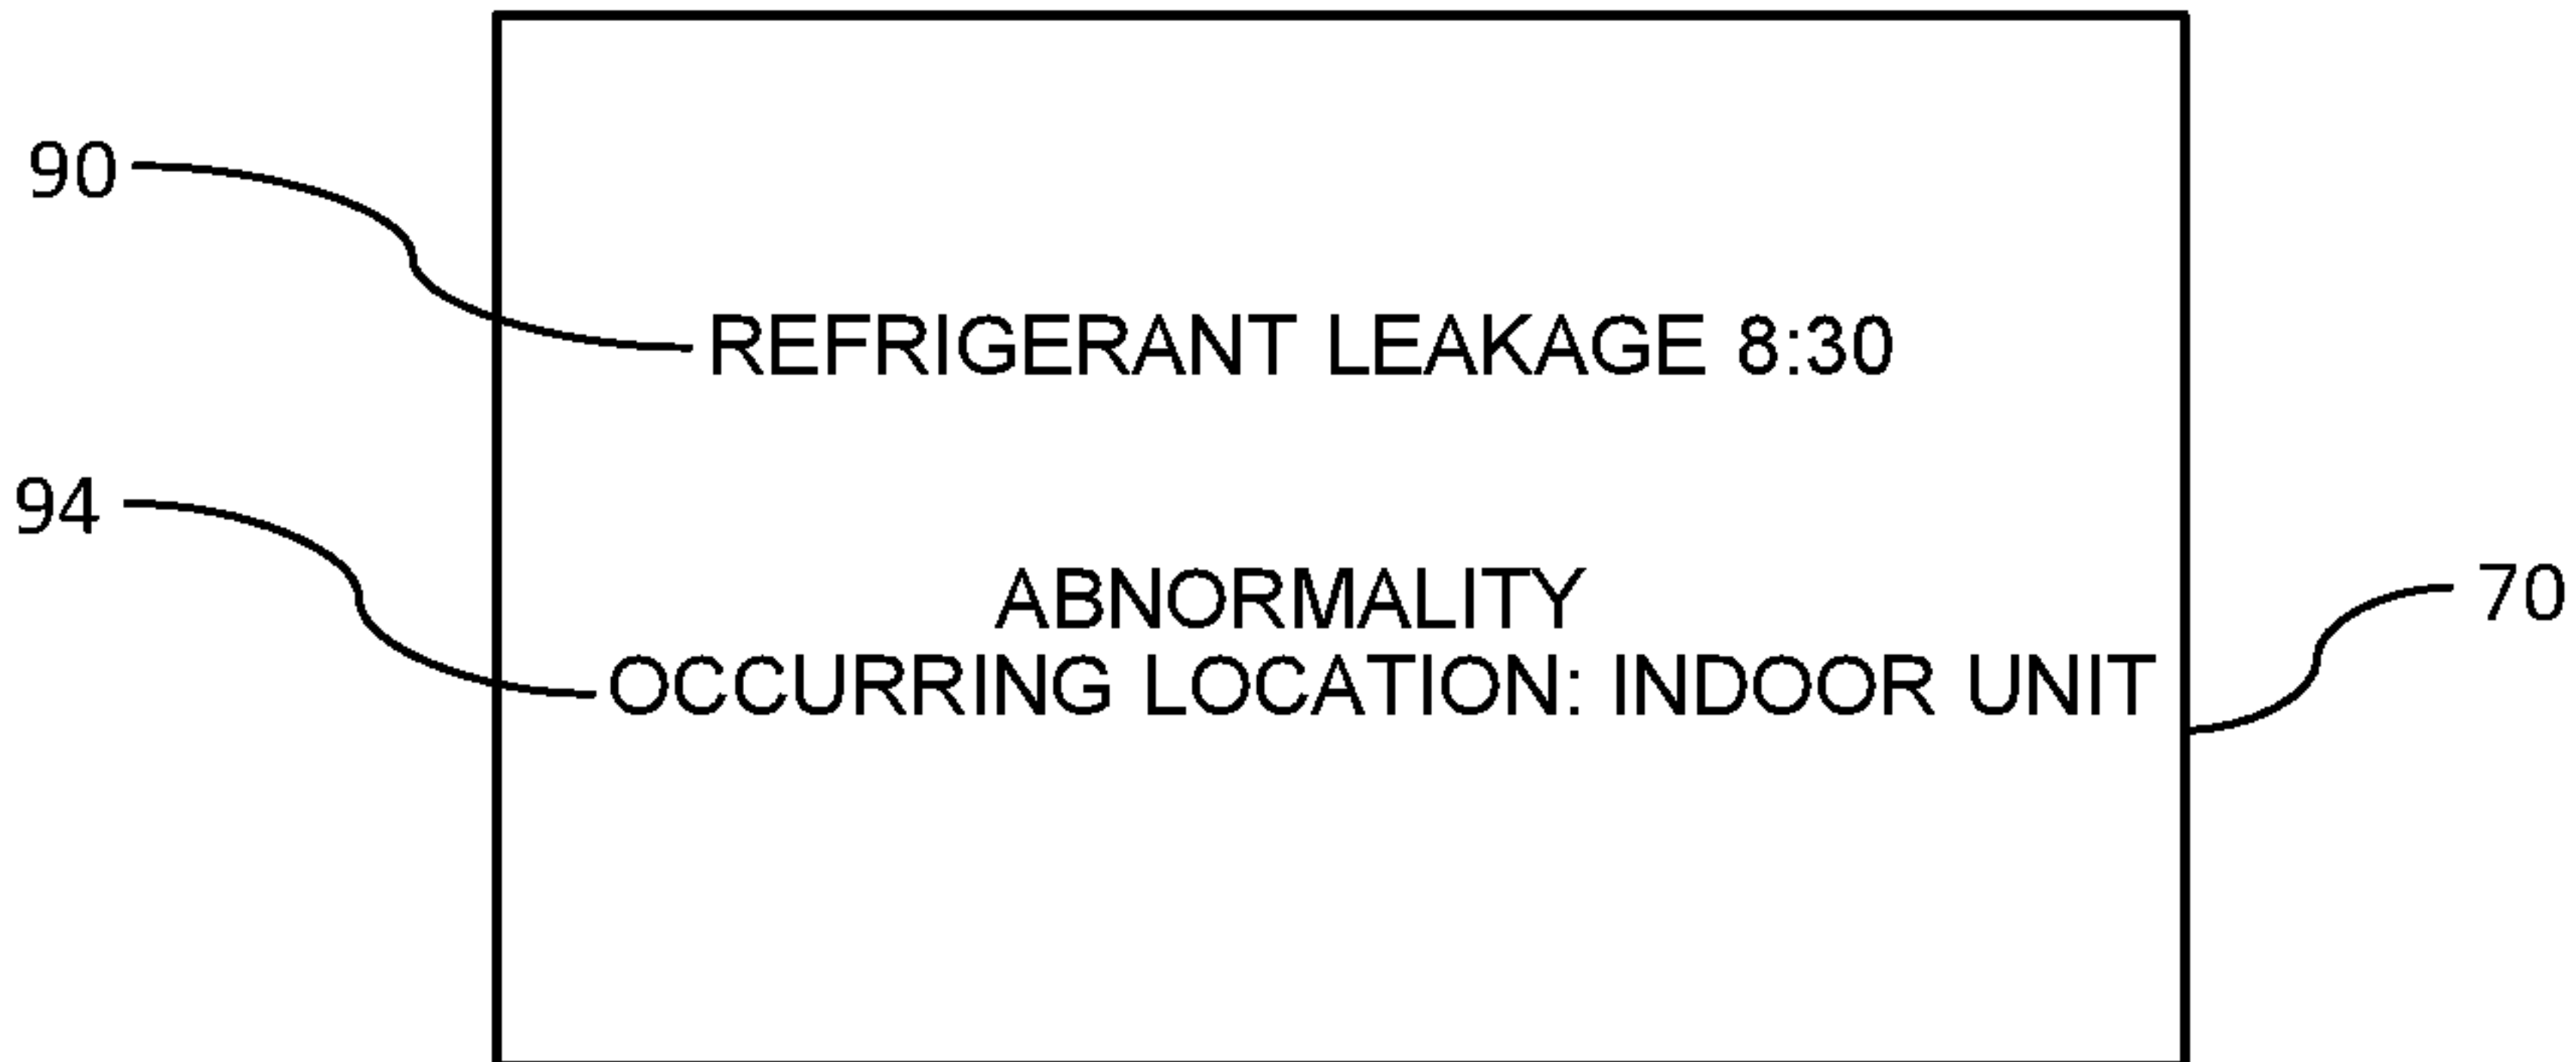 90
REFRIGERANT LEAKAGE 8:30
94
ABNORMALITY
70
OCCURRING LOCATION: INDOOR UNIT